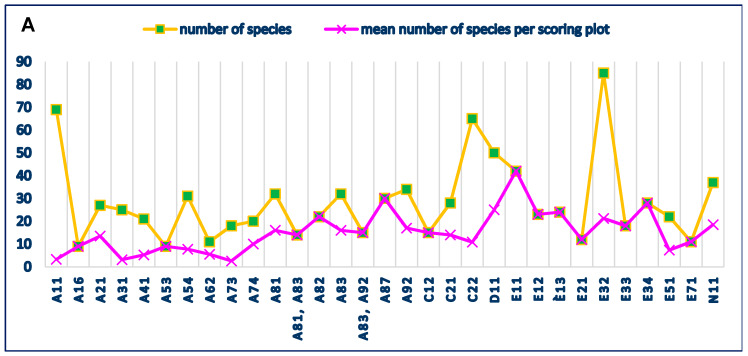 A
number of species
mean number of species per scoring plot
90
80
70
60
50
40
30
20
10
0
A11
A16
A21
A31
A41
A53
A54
A62
A73
A74
A81
A81, A83
A82
A83
A83, A92
A87
A92
C12
C21
C22
D11
E11
E12
E13
E21
E32
E33
E34
E51
E71
N11